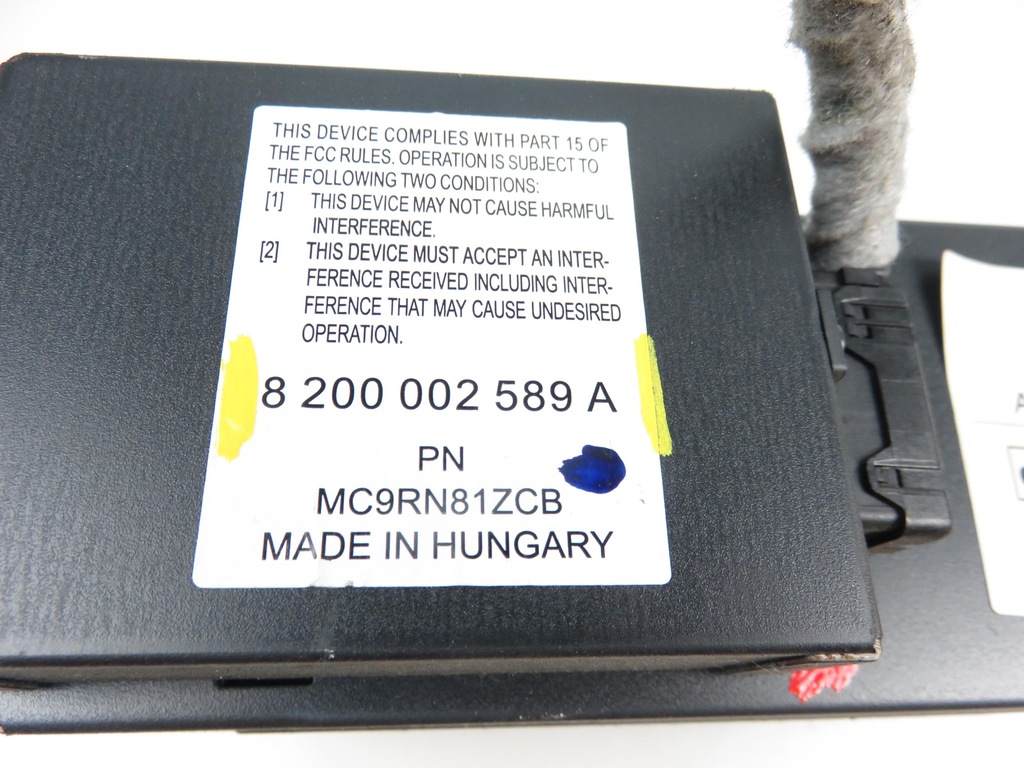 THIS DEVICE COMPLIES WITH PART 15 OF
THE FCC RULES. OPERATION IS SUBJECT TO
THE FOLLOWING TWO CONDITIONS:
[1] THIS DEVICE MAY NOT CAUSE HARMFUL
INTERFERENCE.
[2] THIS DEVICE MUST ACCEPT AN INTER-
FERENCE RECEIVED INCLUDING INTER-
FERENCE THAT MAY CAUSE UNDESIRED
OPERATION.
8 200 002 589 A
PN
MC9RN81ZCB
MADE IN HUNGARY